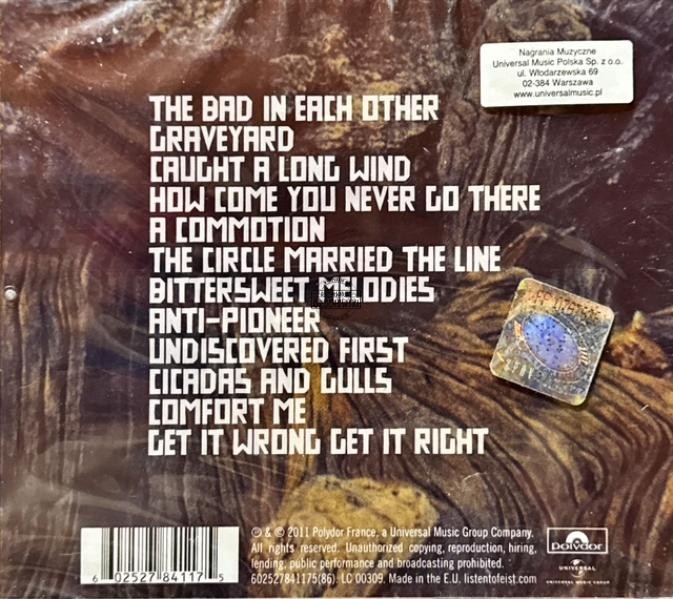 Nagrania Muzyczne
Universal Music Polska Sp. z o.o.
ul. Włodarzewska 69
02-384 Warszawa
www.universalmusic.pl
THE BAD IN EACH OTHER
GRAVEYARD
CAUGHT A LONG WIND
HOW COME YOU NEVER GO THERE
A COMMOTION
THE CIRCLE MARRIED THE LINE
BITTERSWEET MELODIES
ANTI-PIONEER
UNDISCOVERED FIRST
CICADAS AND GULLS
COMFORT ME
GET IT WRONG GET IT RIGHT
6 02527 84117 5
℗ & © 2011 Polydor France, a Universal Music Group Company.
All rights reserved. Unauthorized copying, reproduction, hiring,
lending, public performance and broadcasting prohibited.
602527841175(86). LC 00309. Made in the E.U. listentofeist.com
polydor
UNIVERSAL
UNIVERSAL MUSIC GROUP